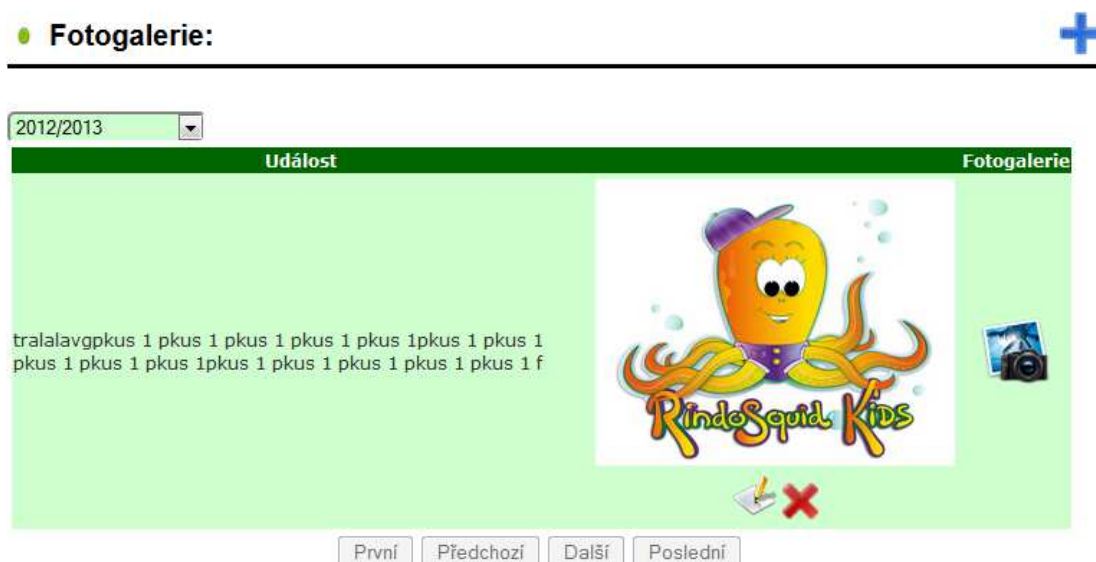 Fotogalerie:
2012/2013
Událost Fotogalerie
tralalavgpkus 1 pkus 1 pkus 1 pkus 1 pkus 1pkus 1 pkus 1
pkus 1 pkus 1 pkus 1pkus 1 pkus 1 pkus 1 pkus 1 pkus 1 f
RindoSquid Kids
První Předchozí Další Poslední